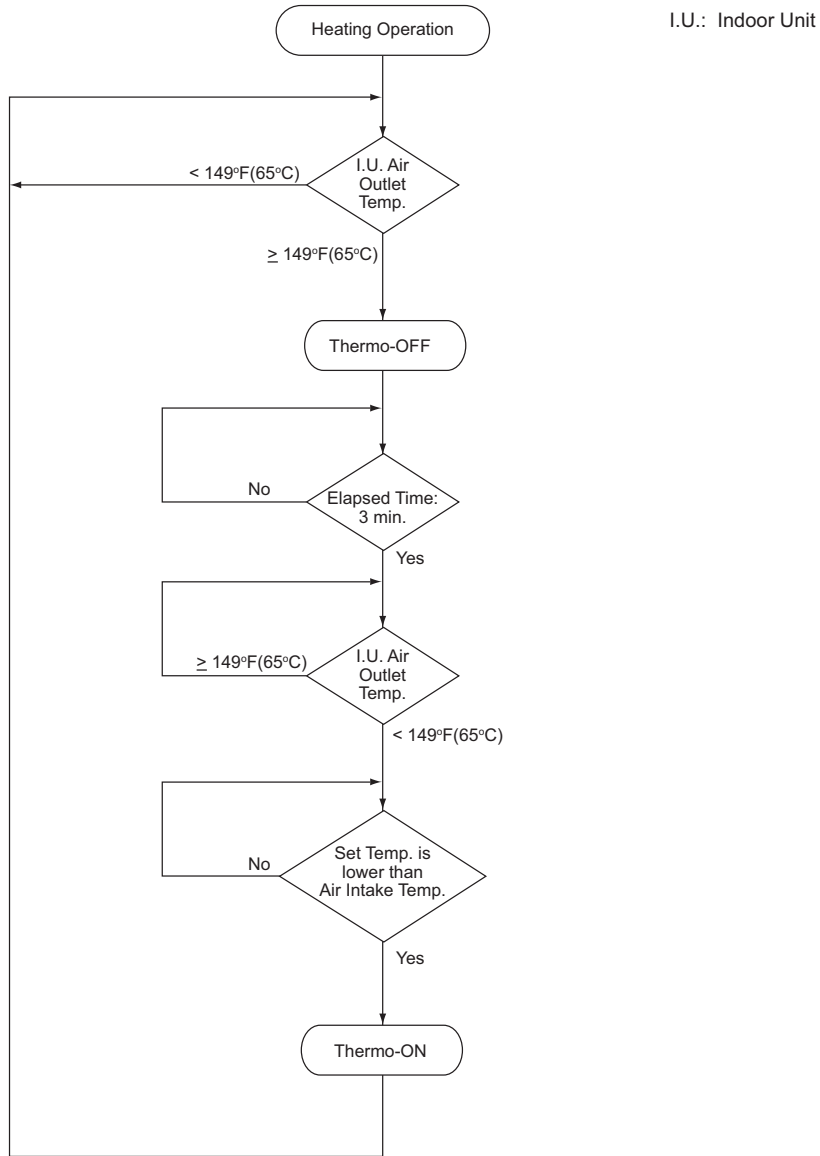 Heating Operation
I.U.: Indoor Unit
< 149°F(65°C)
I.U. Air
Outlet
Temp.
≥ 149°F(65°C)
Thermo-OFF
No
Elapsed Time:
3 min.
Yes
≥ 149°F(65°C)
I.U. Air
Outlet
Temp.
< 149°F(65°C)
No
Set Temp. is
lower than
Air Intake Temp.
Yes
Thermo-ON